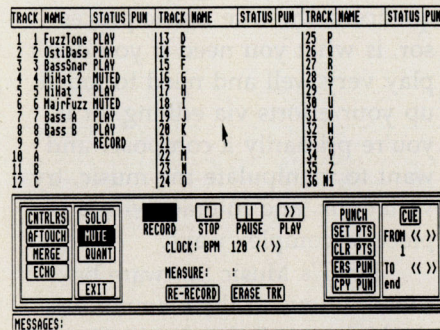 TRACK NAME STATUS PUN TRACK NAME STATUS PUN TRACK NAME STATUS PUN
1 1 FuzzTone PLAY 13 D 25 P
2 2 OstiBass PLAY 14 E 26 Q
3 3 BassSnar PLAY 15 F 27 R
4 4 HiHat 2 MUTED 16 G 28 S
5 5 HiHat 1 PLAY 17 H 29 T
6 6 MajrFuzz MUTED 18 I 30 U
7 7 Bass A PLAY 19 J 31 V
8 8 Bass B PLAY 20 K 32 W
9 9 RECORD 21 L 33 X
10 A 22 M 34 Y
11 B 23 N 35 Z
12 C 24 O 36 N1
CNTRLRS
AFTOUCH
MERGE
ECHO
SOLO
MUTE
QUANT
EXIT
RECORD STOP PAUSE PLAY
CLOCK: BPM 120 << >>
MEASURE:
RE-RECORD ERASE TRK
PUNCH
SET PTS
CLR PTS
ERS PUN
CPY PUN
CUE
FROM << >>
1
TO << >>
end
MESSAGES: